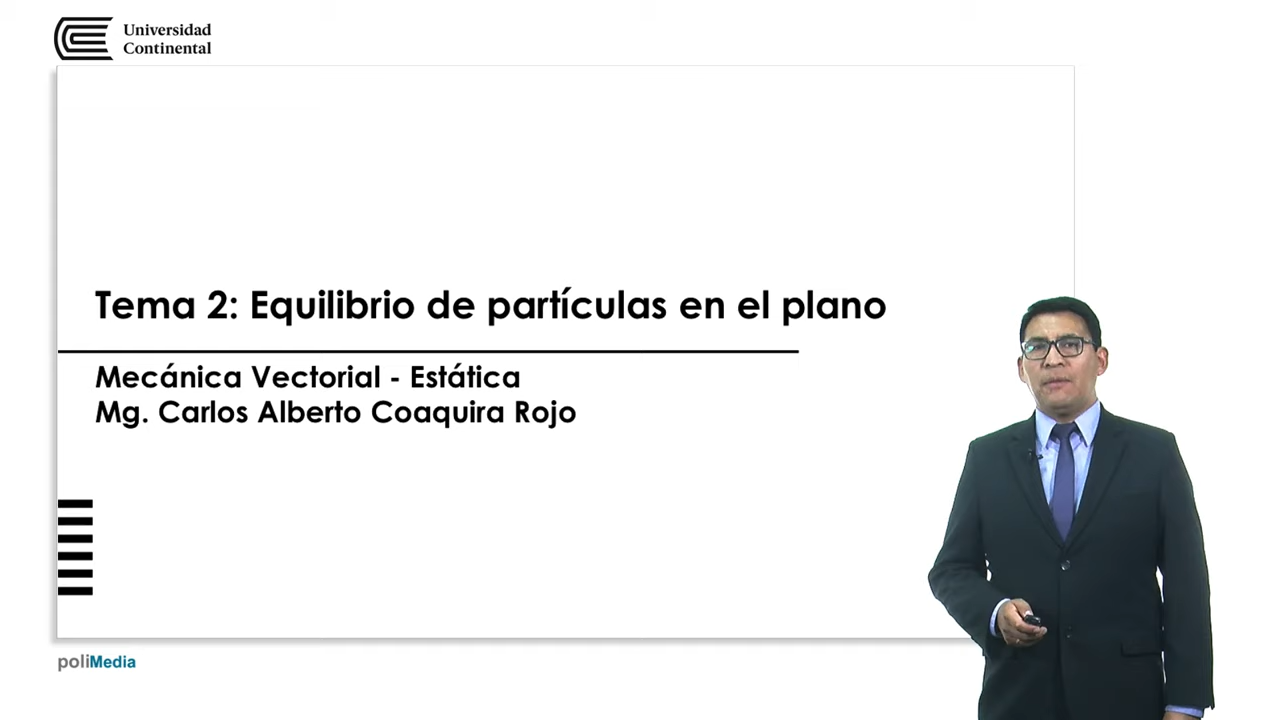 Universidad
Continental
Tema 2: Equilibrio de partículas en el plano
Mecánica Vectorial - Estática
Mg. Carlos Alberto Coaquira Rojo
poliMedia